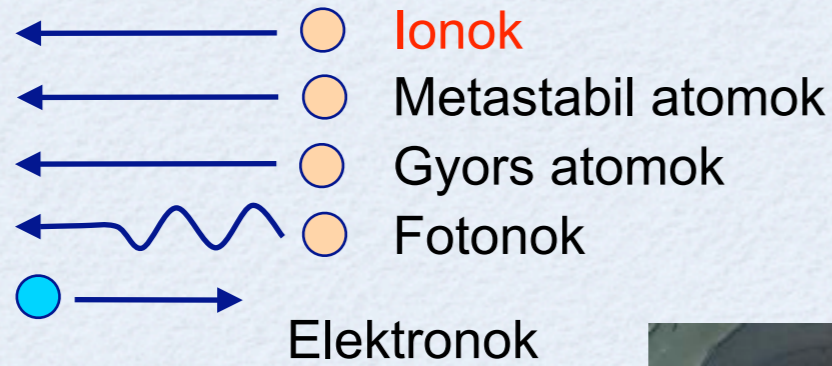 Ionok
Metastabil atomok
Gyors atomok
Fotonok
Elektronok